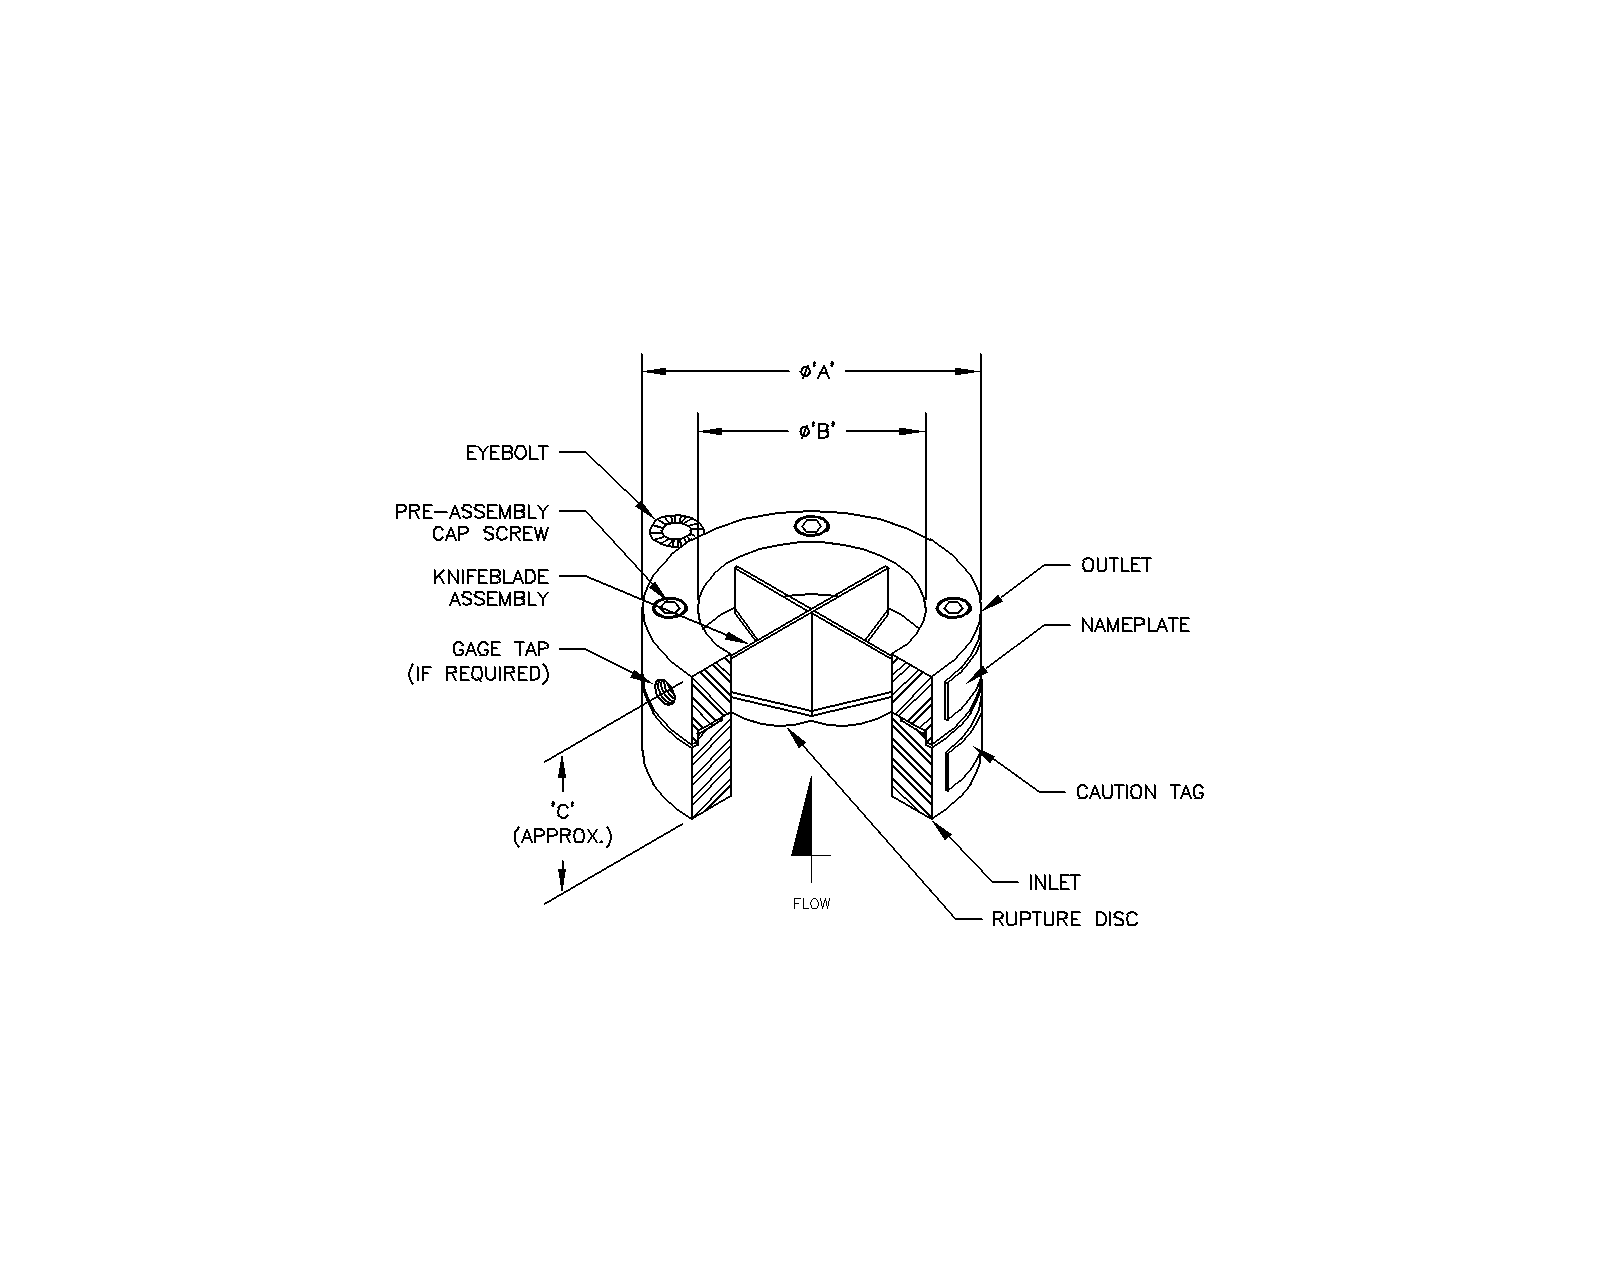 ø'A'
ø'B'
EYEBOLT
PRE-ASSEMBLY
CAP SCREW
KNIFEBLADE
ASSEMBLY
GAGE TAP
(IF REQUIRED)
OUTLET
NAMEPLATE
CAUTION TAG
'C'
(APPROX.)
INLET
FLOW
RUPTURE DISC